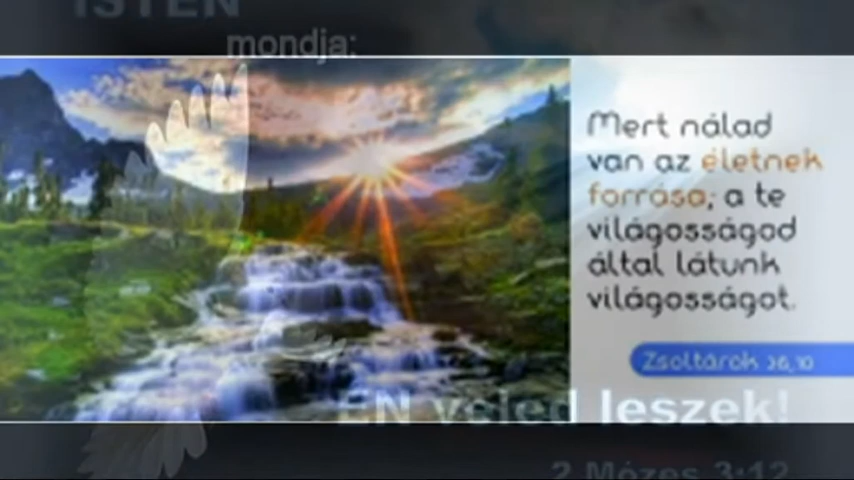 ISTEN
mondja:
Mert nálad
van az életnek
forrása; a te
világosságod
által látunk
világosságot.
Zsoltárok 36,10
ÉN veled leszek!
2 Mózes 3:12